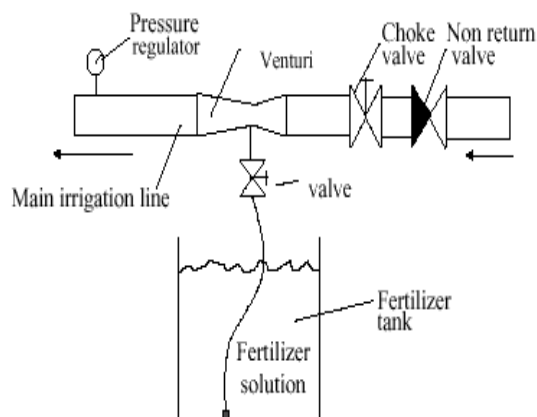 Pressure
regulator
Venturi
Choke
valve
Non return
valve
Main irrigation line
valve
Fertilizer
tank
Fertilizer
solution